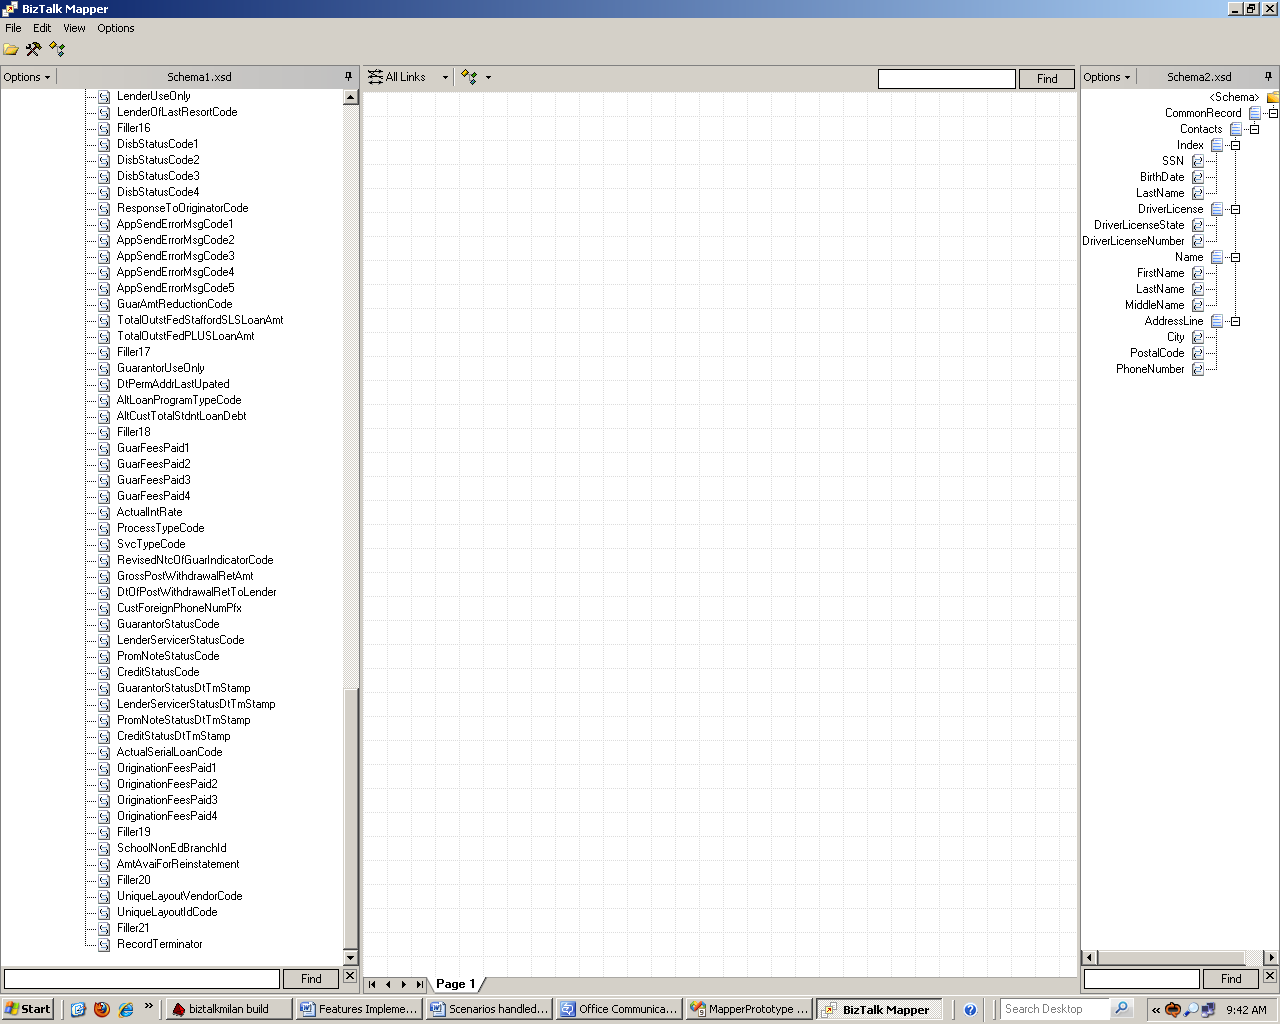 BizTalk Mapper
File Edit View Options
Options Schema1.xsd
All Links
Find
Options Schema2.xsd
LenderUseOnly
LenderOfLastResortCode
Filler16
DisbStatusCode1
DisbStatusCode2
DisbStatusCode3
DisbStatusCode4
ResponseToOriginatorCode
AppSendErrorMsgCode1
AppSendErrorMsgCode2
AppSendErrorMsgCode3
AppSendErrorMsgCode4
AppSendErrorMsgCode5
GuarAmtReductionCode
TotalOutstFedStaffordSLSLoanAmt
TotalOutstFedPLUSLoanAmt
Filler17
GuarantorUseOnly
DtPermAddrLastUpated
AltLoanProgramTypeCode
AltCustTotalStdntLoanDebt
Filler18
GuarFeesPaid1
GuarFeesPaid2
GuarFeesPaid3
GuarFeesPaid4
ActualIntRate
ProcessTypeCode
SvcTypeCode
RevisedNtcOfGuarIndicatorCode
GrossPostWithdrawalRetAmt
DtOfPostWithdrawalRetToLender
CustForeignPhoneNumPfx
GuarantorStatusCode
LenderServicerStatusCode
PromNoteStatusCode
CreditStatusCode
GuarantorStatusDtTmStamp
LenderServicerStatusDtTmStamp
PromNoteStatusDtTmStamp
CreditStatusDtTmStamp
ActualSerialLoanCode
OriginationFeesPaid1
OriginationFeesPaid2
OriginationFeesPaid3
OriginationFeesPaid4
Filler19
SchoolNonEdBranchId
AmtAvaiForReinstatement
Filler20
UniqueLayoutVendorCode
UniqueLayoutIdCode
Filler21
RecordTerminator
<Schema>
CommonRecord
Contacts
Index
SSN
BirthDate
LastName
DriverLicense
DriverLicenseState
DriverLicenseNumber
Name
FirstName
LastName
MiddleName
AddressLine
City
PostalCode
PhoneNumber
Find
Page 1
Find
Start
biztalkmilan build
Features Impleme...
Scenarios handled...
Office Communica...
MapperPrototype ...
BizTalk Mapper
Search Desktop
9:42 AM